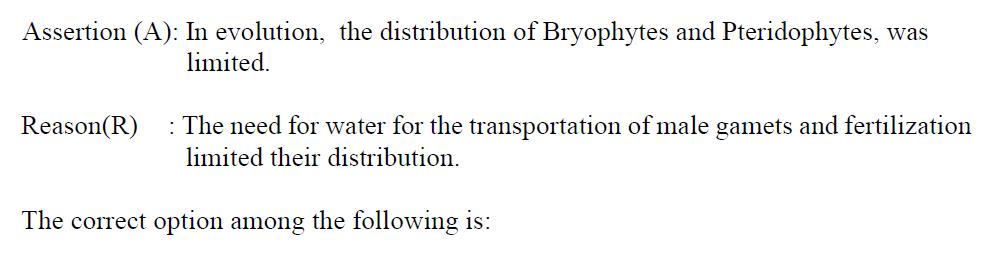 Assertion (A): In evolution, the distribution of Bryophytes and Pteridophytes, was
limited.
Reason(R) : The need for water for the transportation of male gamets and fertilization
limited their distribution.
The correct option among the following is: